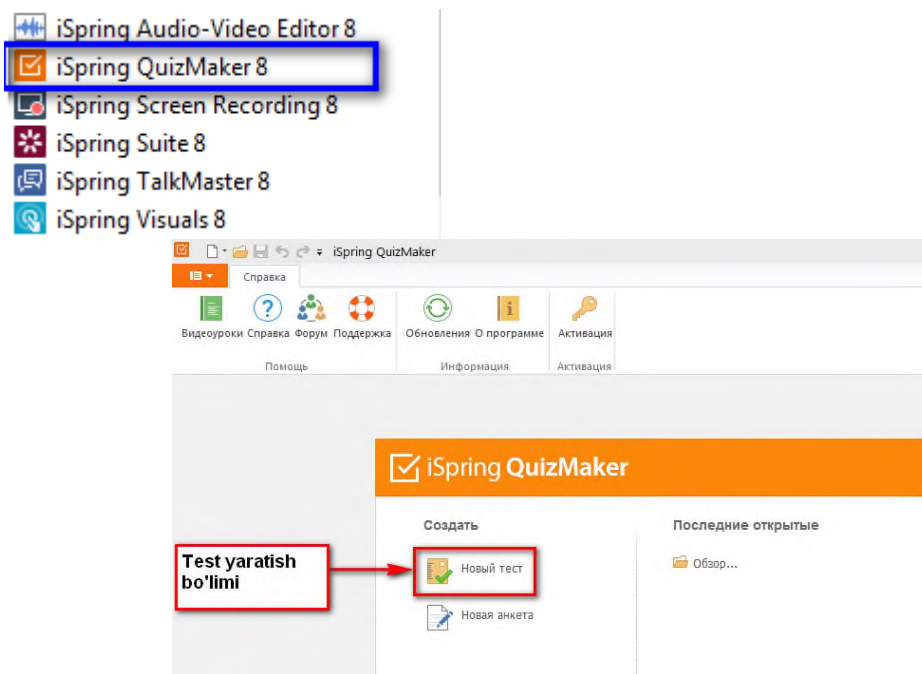 iSpring Audio-Video Editor 8
iSpring QuizMaker 8
iSpring Screen Recording 8
iSpring Suite 8
iSpring TalkMaster 8
iSpring Visuals 8
iSpring QuizMaker
Справка
Видеоуроки Справка Форум Поддержка Обновления О программе Активация
Помощь Информация Активация
iSpring QuizMaker
Создать Последние открытые
Test yaratish
bo'limi
Новый тест Обзор...
Новая анкета